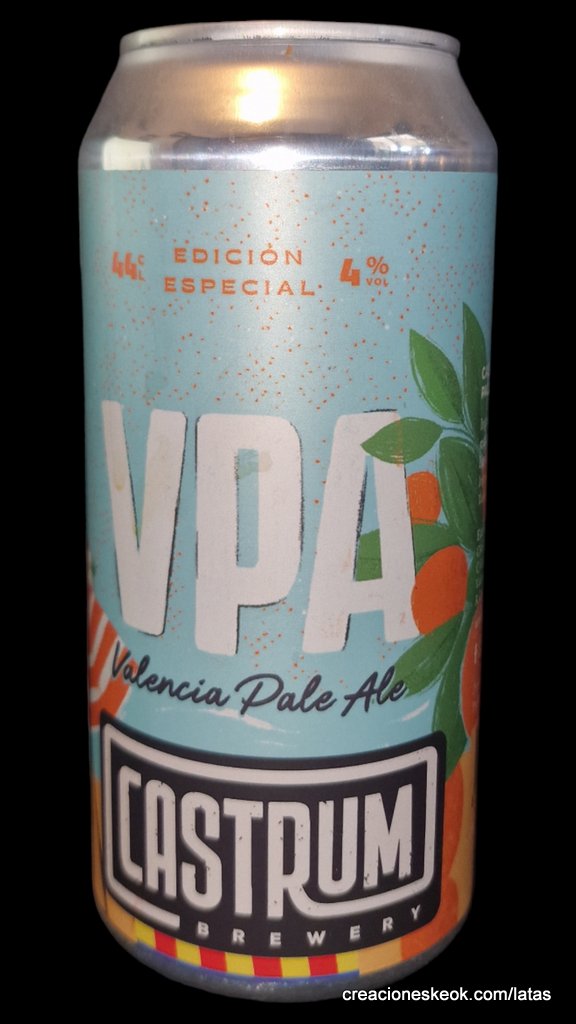 44CL EDICIÓN 4% VOL
ESPECIAL
VPA
Valencia Pale Ale
CASTRUM
BREWERY
creacioneskeok.com/latas